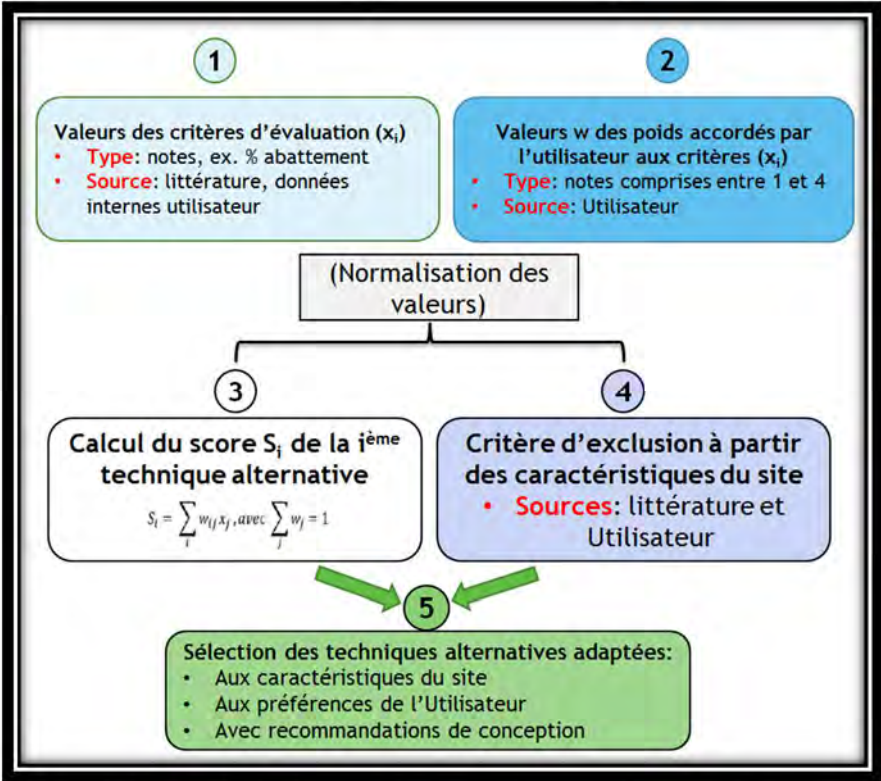 1
Valeurs des critères d'évaluation (xᵢ)
• Type: notes, ex. % abattement
• Source: littérature, données
internes utilisateur
2
Valeurs w des poids accordés par
l'utilisateur aux critères (xᵢ)
• Type: notes comprises entre 1 et 4
• Source: Utilisateur
(Normalisation des
valeurs)
3
Calcul du score Sᵢ de la iᵉ̀ᵐᵉ
technique alternative
Sᵢ = ∑ᵢ wᵢⱼxⱼ, avec ∑ⱼ wⱼ = 1
4
Critère d'exclusion à partir
des caractéristiques du site
• Sources: littérature et
Utilisateur
5
Sélection des techniques alternatives adaptées:
• Aux caractéristiques du site
• Aux préférences de l'Utilisateur
• Avec recommandations de conception